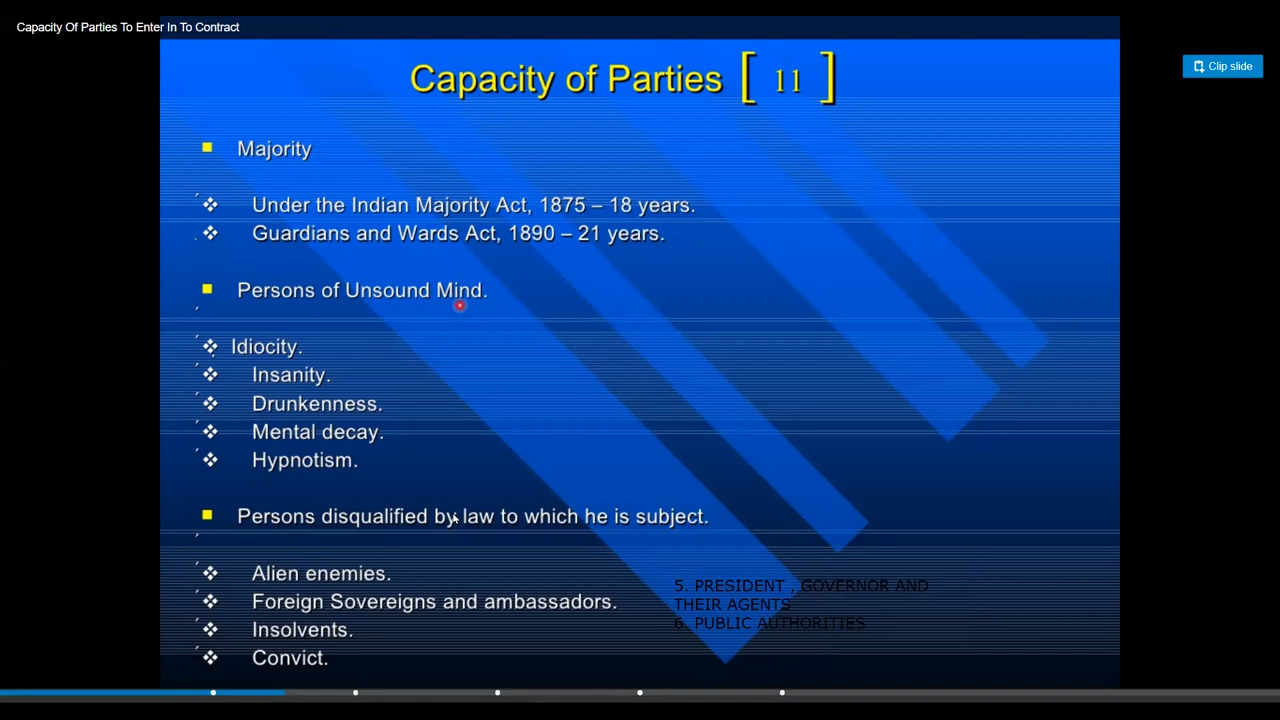 Capacity Of Parties To Enter In To Contract
Clip slide
Capacity of Parties [ 11 ]
Majority
Under the Indian Majority Act, 1875 – 18 years.
Guardians and Wards Act, 1890 – 21 years.
Persons of Unsound Mind.
Idiocity.
Insanity.
Drunkenness.
Mental decay.
Hypnotism.
Persons disqualified by law to which he is subject.
Alien enemies.
Foreign Sovereigns and ambassadors.
Insolvents.
Convict.
5. PRESIDENT , GOVERNOR AND
THEIR AGENTS
6. PUBLIC AUTHORITIES